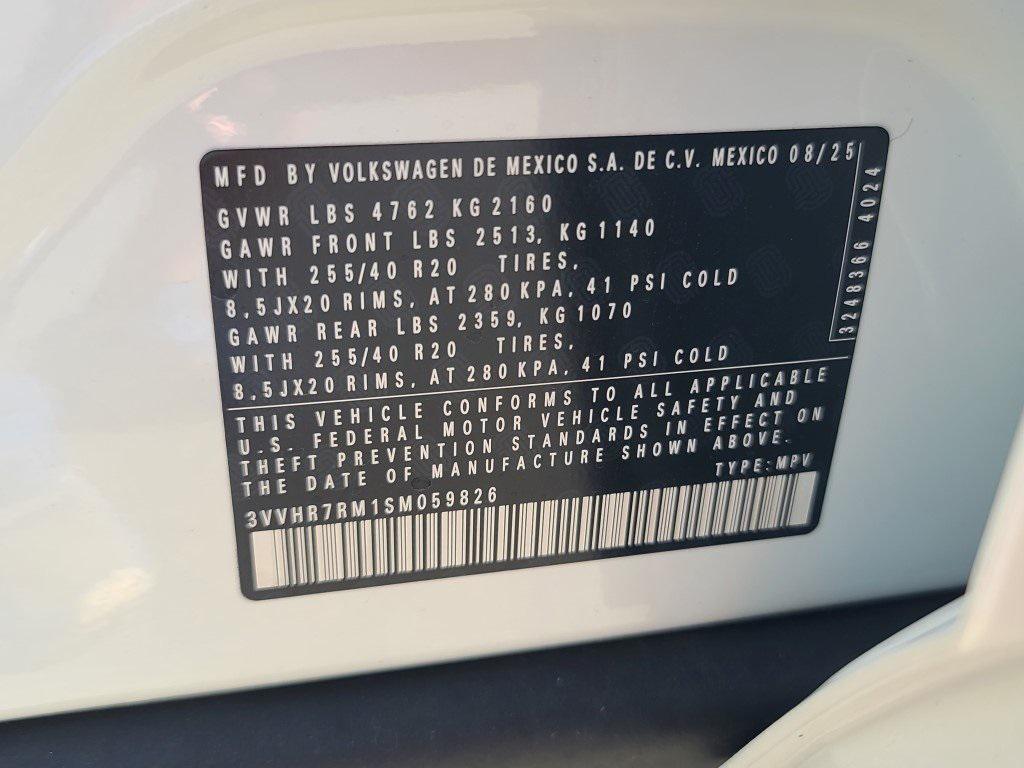 MFD BY VOLKSWAGEN DE MEXICO S.A. DE C.V. MEXICO 08/25
GVWR LBS 4762 KG 2160
GAWR FRONT LBS 2513, KG 1140
WITH 255/40 R20 TIRES,
8,5JX20 RIMS, AT 280 KPA, 41 PSI COLD
GAWR REAR LBS 2359, KG 1070
WITH 255/40 R20 TIRES,
8,5JX20 RIMS, AT 280 KPA, 41 PSI COLD
3248366 4024
THIS VEHICLE CONFORMS TO ALL APPLICABLE
U.S. FEDERAL MOTOR VEHICLE SAFETY AND
THEFT PREVENTION STANDARDS IN EFFECT ON
THE DATE OF MANUFACTURE SHOWN ABOVE.
3VVHR7RM1SM059826 TYPE:MPV